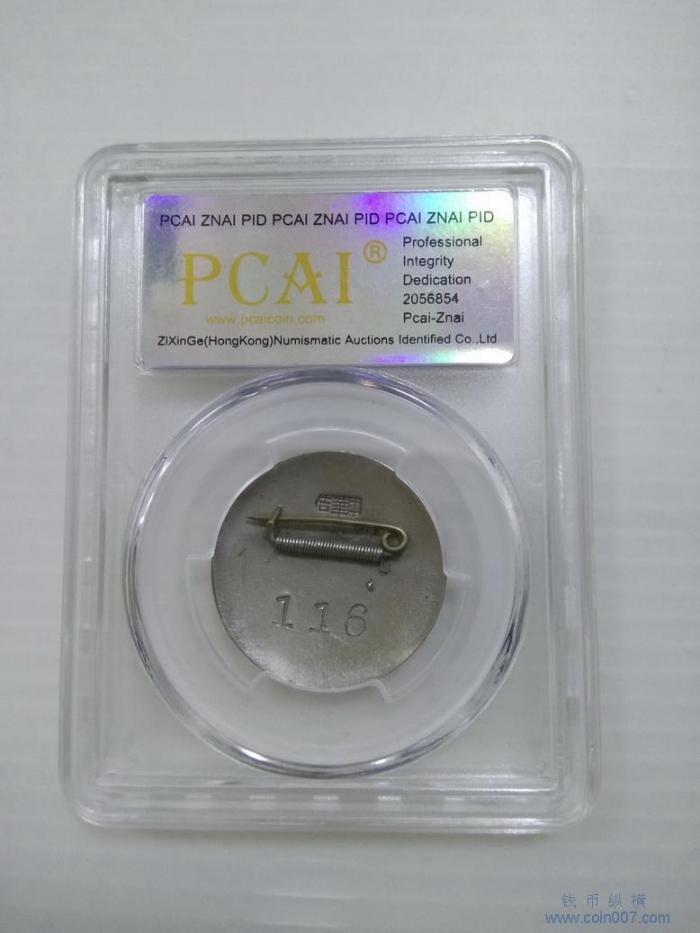 PCAI ZNAI PID PCAI ZNAI PID PCAI ZNAI PID
PCAI®
www.pcaicoin.com
Professional
Integrity
Dedication
2056854
Pcai-Znai
ZiXinGe(HongKong)Numismatic Auctions Identified Co.,Ltd
116
钱币纵横
www.coin007.com